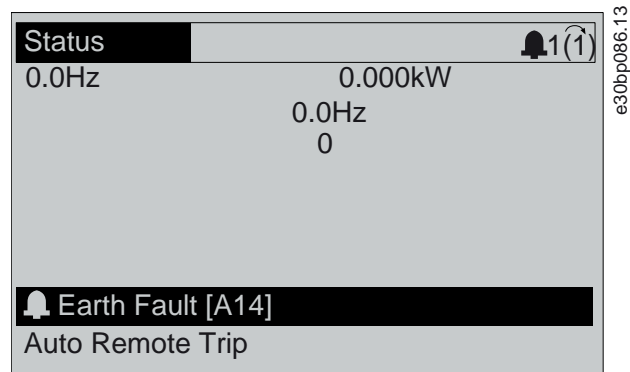 Status 1(1)
0.0Hz 0.000kW
0.0Hz
0
Earth Fault [A14]
Auto Remote Trip
e30bp086.13